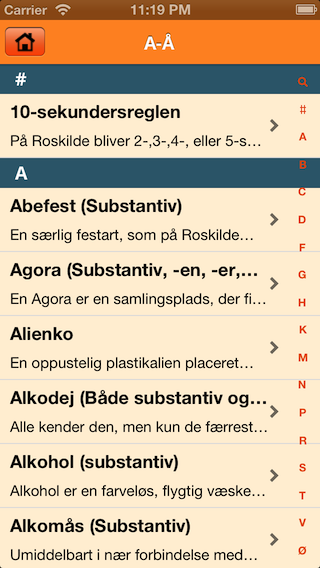 Carrier 11:19 PM
A-Å
#
10-sekundersreglen
På Roskilde bliver 2-,3-,4-, eller 5-s…
A
Abefest (Substantiv)
En særlig festart, som på Roskilde…
Agora (Substantiv, -en, -er,…
En Agora er en samlingsplads, der fi…
Alienko
En oppustelig plastikalien placeret…
Alkodej (Både substantiv og…
Alle kender den, men kun de færrest…
Alkohol (substantiv)
Alkohol er en farveløs, flygtig væske…
Alkomås (Substantiv)
Umiddelbart i nær forbindelse med…
#
A
B
C
D
F
G
H
K
M
N
P
R
S
T
V
Ø